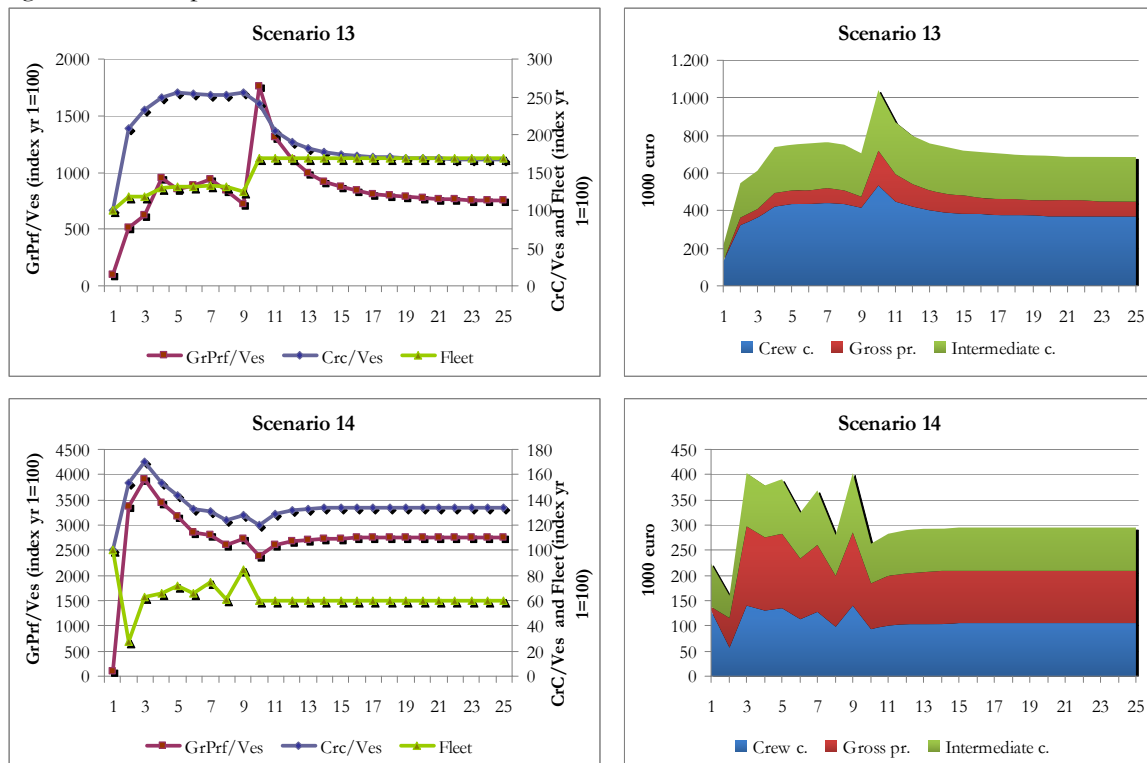 Scenario 13
GrPrf/Ves (index yr 1=100)
2000
1500
1000
500
0
300
250
200
150
100
50
0
CrC/Ves and Fleet (index yr
1=100)
1 3 5 7 9 11 13 15 17 19 21 23 25
GrPrf/Ves Crc/Ves Fleet
Scenario 13
1000 euro
1.200
1.000
800
600
400
200
0
1 3 5 7 9 11 13 15 17 19 21 23 25
Crew c. Gross pr. Intermediate c.
Scenario 14
GrPrf/Ves (index yr 1=100)
4500
4000
3500
3000
2500
2000
1500
1000
500
0
180
160
140
120
100
80
60
40
20
0
CrC/Ves and Fleet (index yr
1=100)
1 3 5 7 9 11 13 15 17 19 21 23 25
GrPrf/Ves Crc/Ves Fleet
Scenario 14
1000 euro
450
400
350
300
250
200
150
100
50
0
1 3 5 7 9 11 13 15 17 19 21 23 25
Crew c. Gross pr. Intermediate c.